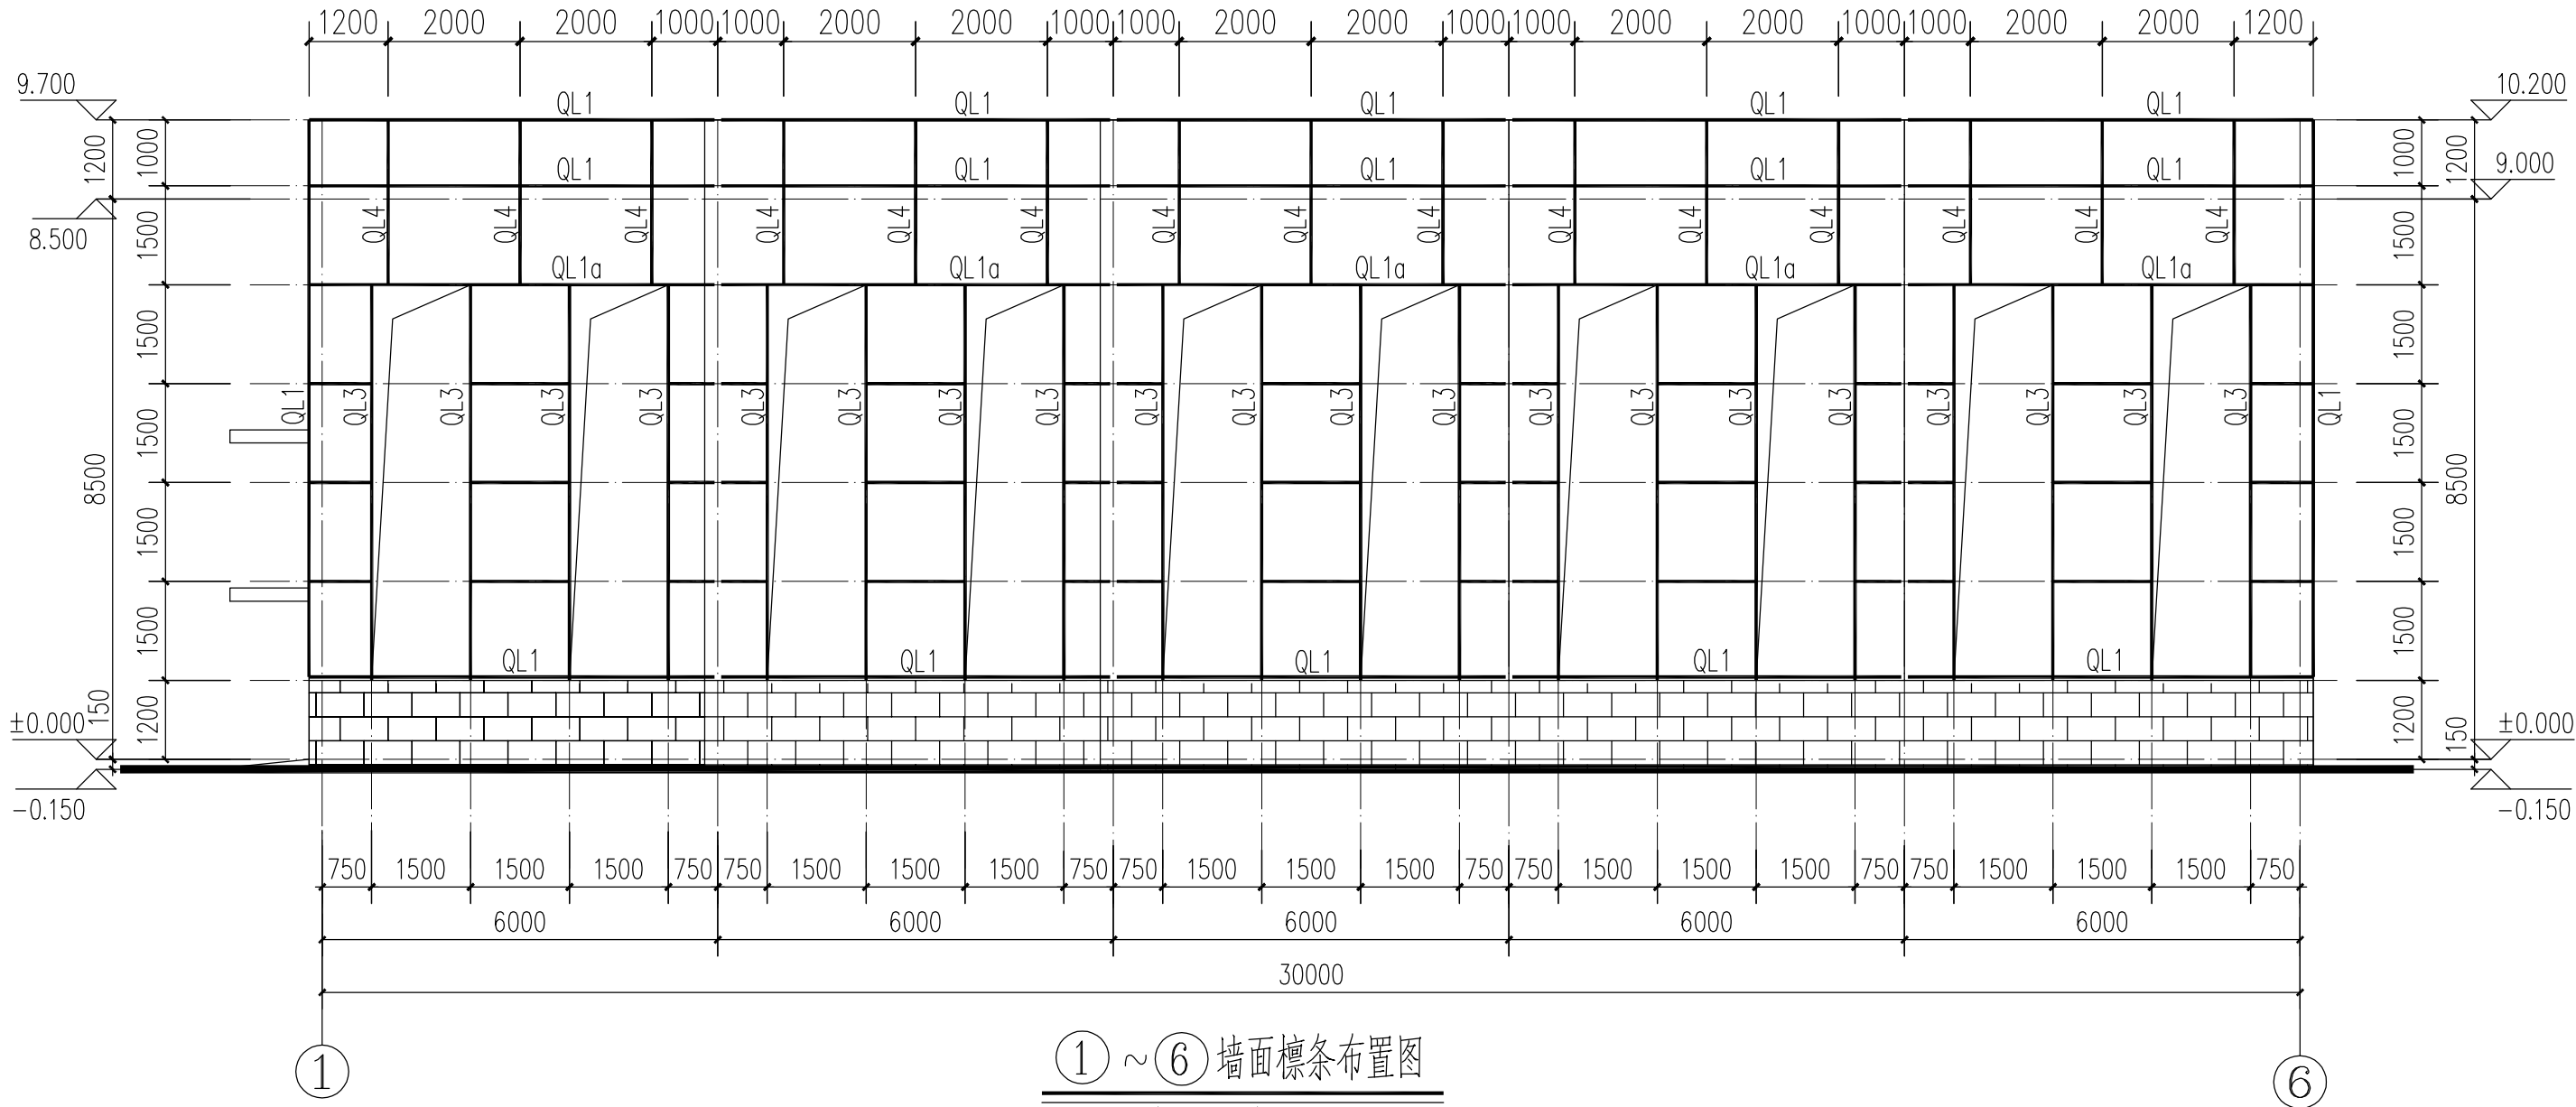 1200 2000 2000 1000 1000 2000 2000 1000 1000 2000 2000 1000 1000 2000 2000 1000 1000 2000 2000 1200
9.700 10.200
QL1 QL1 QL1 QL1 QL1
1200 1000 1000 1200
QL1 QL1 QL1 QL1 QL1
9.000
8.500
1500 1500
QL4 QL4 QL4 QL4 QL4 QL4 QL4 QL4 QL4 QL4 QL4 QL4 QL4 QL4 QL4
QL1a QL1a QL1a QL1a QL1a
1500 1500
QL1 QL3 QL3 QL3 QL3 QL3 QL3 QL3 QL3 QL3 QL3 QL3 QL3 QL3 QL3 QL3 QL3 QL3 QL3 QL3 QL3 QL1
1500 1500
8500 8500
1500 1500
1500 1500
QL1 QL1 QL1 QL1 QL1
±0.000 150 1200 1200 150 ±0.000
-0.150 -0.150
750 1500 1500 1500 750 750 1500 1500 1500 750 750 1500 1500 1500 750 750 1500 1500 1500 750 750 1500 1500 1500 750
6000 6000 6000 6000 6000
30000
1 6
①~⑥墙面檩条布置图